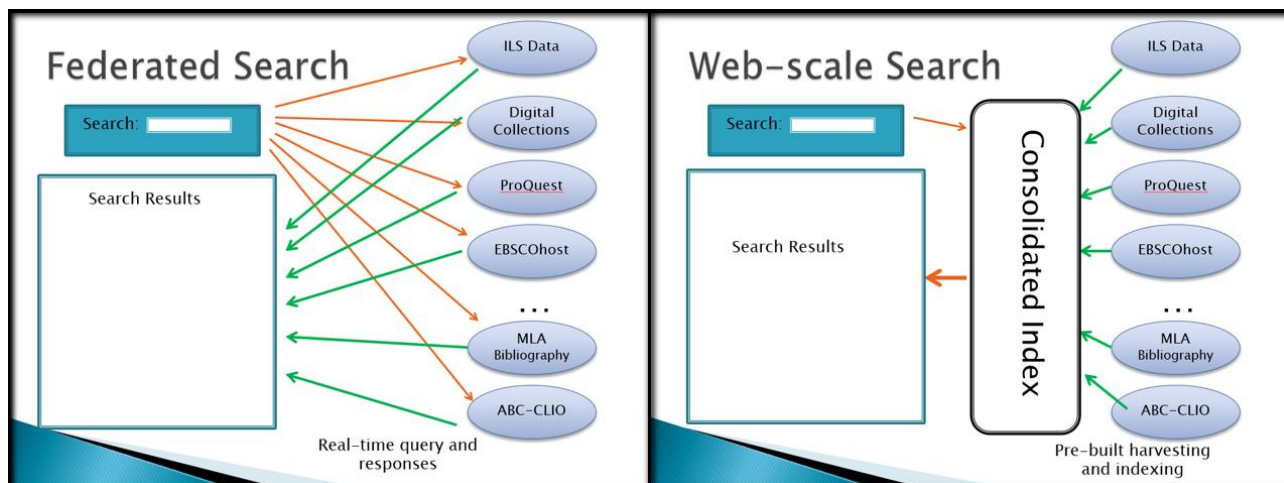 Federated Search
Search:
Search Results
ILS Data
Digital
Collections
ProQuest
EBSCOhost
...
MLA
Bibliography
ABC-CLIO
Real-time query and
responses
Web-scale Search
Search:
Search Results
Consolidated Index
ILS Data
Digital
Collections
ProQuest
EBSCOhost
...
MLA
Bibliography
ABC-CLIO
Pre-built harvesting
and indexing